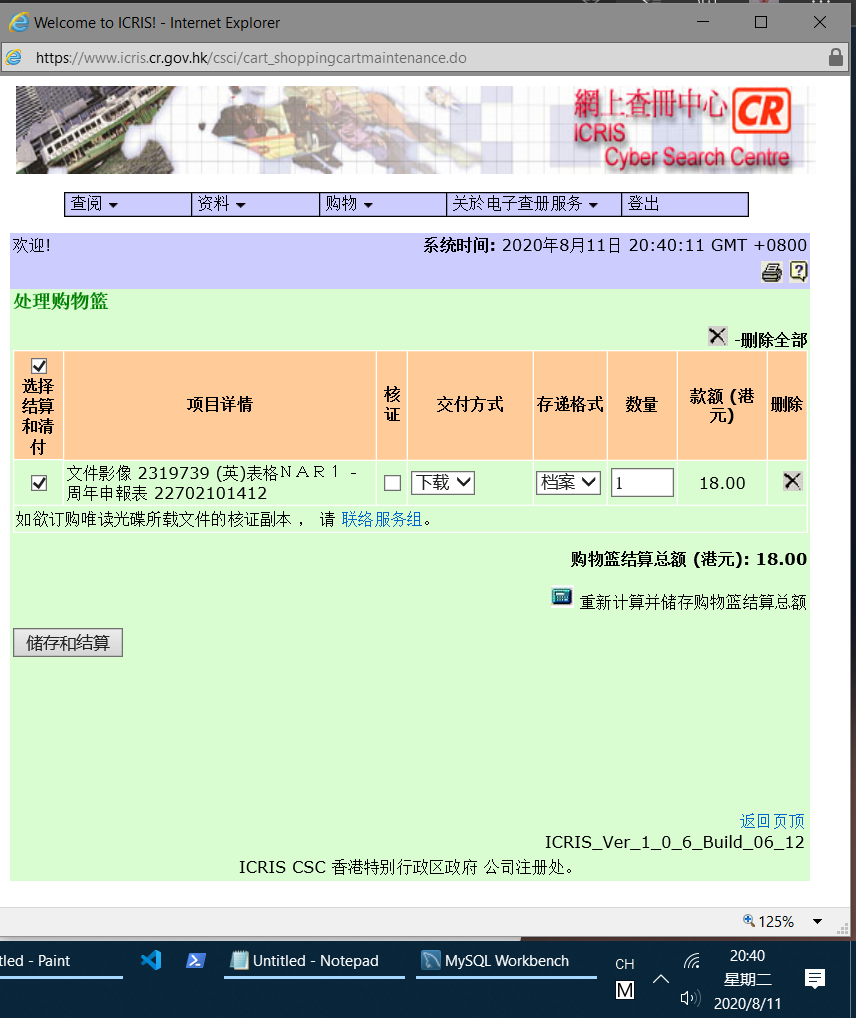 Welcome to ICRIS! - Internet Explorer
https://www.icris.cr.gov.hk/csci/cart_shoppingcartmaintenance.do
網上查冊中心 CR
ICRIS
Cyber Search Centre
查阅 资料 购物 关於电子查册服务 登出
欢迎! 系统时间: 2020年8月11日 20:40:11 GMT +0800
处理购物篮
-删除全部
选择结算和清付 项目详情 核证 交付方式 存递格式 数量 款额 (港元) 删除
文件影像 2319739 (英)表格ＮＡＲ１ - 下载 档案 1 18.00
周年申報表 22702101412
如欲订购唯读光碟所载文件的核证副本 ， 请 联络服务组。
购物篮结算总额 (港元): 18.00
重新计算并储存购物篮结算总额
储存和结算
返回页顶
ICRIS_Ver_1_0_6_Build_06_12
ICRIS CSC 香港特别行政区政府 公司注册处。
125%
tled - Paint Untitled - Notepad MySQL Workbench CH M
20:40
星期二
2020/8/11